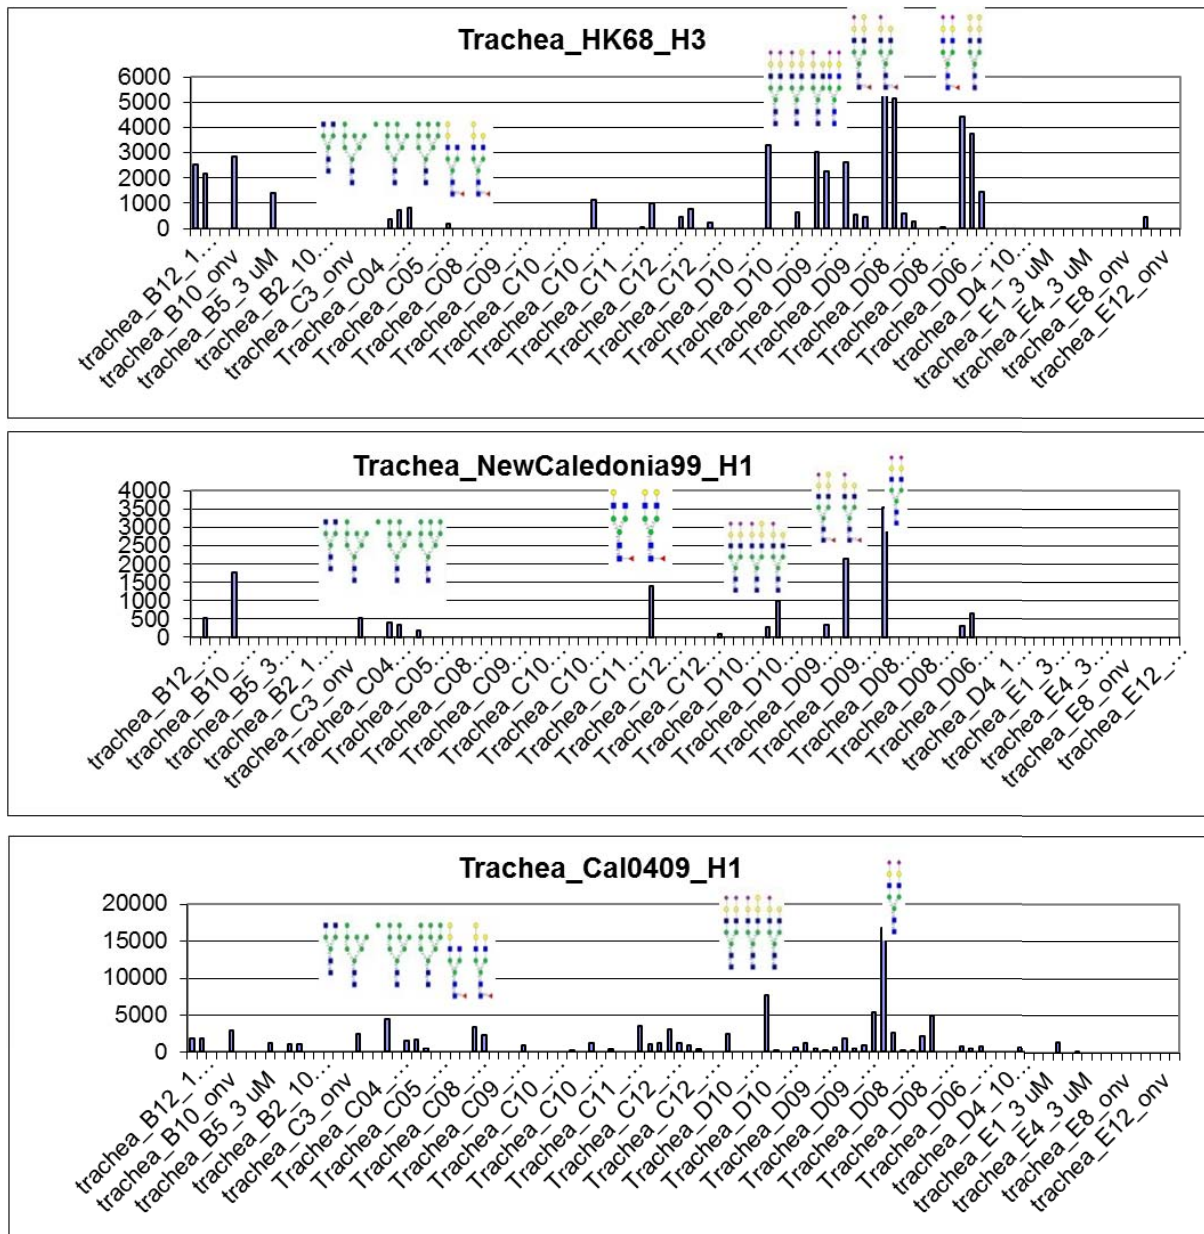 Trachea_HK68_H3
6000
5000
4000
3000
2000
1000
0
trachea_B12_1...
trachea_B10_onv
trachea_B5_3 uM
trachea_B2_10...
trachea_C3_onv
Trachea_C04_...
Trachea_C05_...
Trachea_C08_...
Trachea_C09_...
Trachea_C10_...
Trachea_C10_...
Trachea_C11_...
Trachea_C12_...
Trachea_C12_...
Trachea_D10_...
Trachea_D10_...
Trachea_D09_...
Trachea_D09_...
Trachea_D08_...
Trachea_D08_...
Trachea_D06_...
trachea_D4_10...
trachea_E1_3 uM
trachea_E4_3 uM
trachea_E8_onv
trachea_E12_onv
Trachea_NewCaledonia99_H1
4000
3500
3000
2500
2000
1500
1000
500
0
trachea_B12_...
trachea_B10_...
trachea_B5_3...
trachea_B2_1...
trachea_C3_onv
Trachea_C04...
Trachea_C05...
Trachea_C08...
Trachea_C09...
Trachea_C10...
Trachea_C10...
Trachea_C11...
Trachea_C12...
Trachea_C12...
Trachea_D10...
Trachea_D10...
Trachea_D09...
Trachea_D09...
Trachea_D08...
Trachea_D08...
Trachea_D06...
trachea_D4_1...
trachea_E1_3...
trachea_E4_3...
trachea_E8_onv
trachea_E12_...
Trachea_Cal0409_H1
20000
15000
10000
5000
0
trachea_B12_1...
trachea_B10_onv
trachea_B5_3 uM
trachea_B2_10...
trachea_C3_onv
Trachea_C04_...
Trachea_C05_...
Trachea_C08_...
Trachea_C09_...
Trachea_C10_...
Trachea_C10_...
Trachea_C11_...
Trachea_C12_...
Trachea_C12_...
Trachea_D10_...
Trachea_D10_...
Trachea_D09_...
Trachea_D09_...
Trachea_D08_...
Trachea_D08_...
Trachea_D06_...
trachea_D4_10...
trachea_E1_3 uM
trachea_E4_3 uM
trachea_E8_onv
trachea_E12_onv